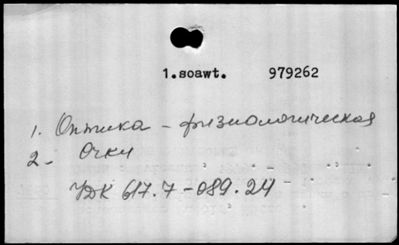 1.soawt. 979262
1. Оптика - физиологическая
2- Очки
УДК 617.7-089.24